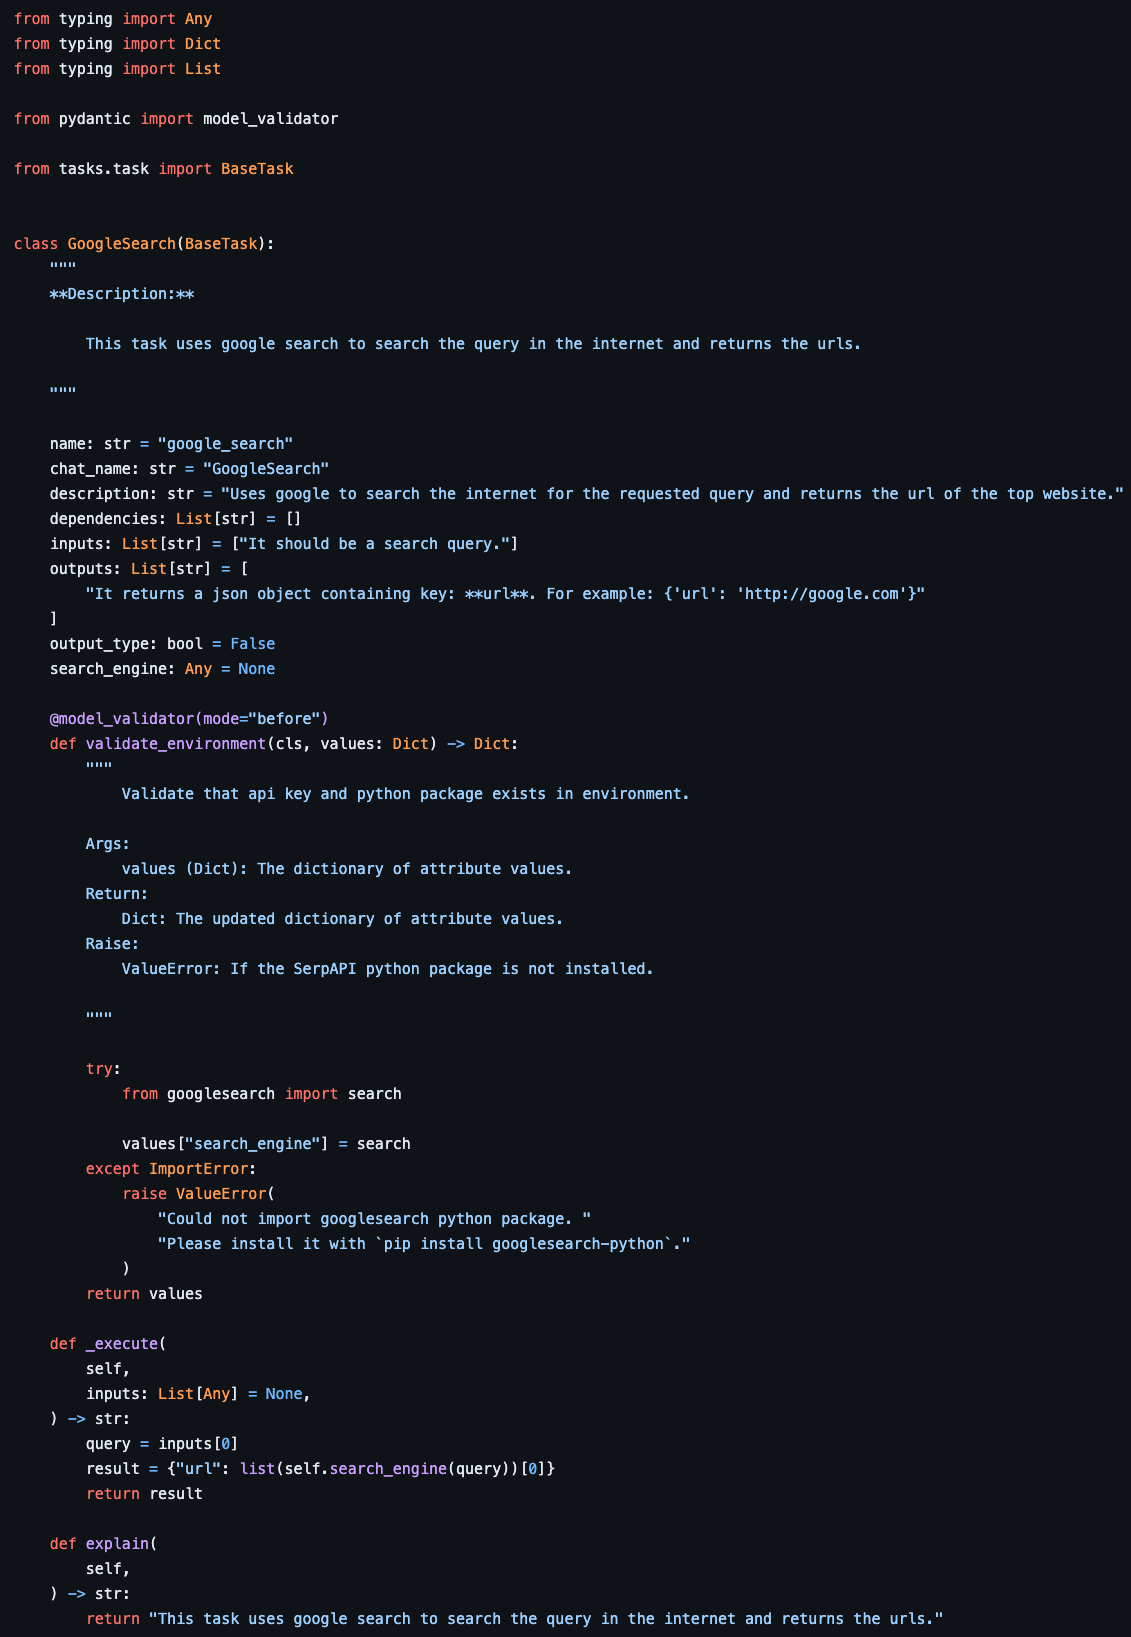 from typing import Any
from typing import Dict
from typing import List

from pydantic import model_validator

from tasks.task import BaseTask


class GoogleSearch(BaseTask):
    """
    **Description:**

        This task uses google search to search the query in the internet and returns the urls.

    """

    name: str = "google_search"
    chat_name: str = "GoogleSearch"
    description: str = "Uses google to search the internet for the requested query and returns the url of the top website."
    dependencies: List[str] = []
    inputs: List[str] = ["It should be a search query."]
    outputs: List[str] = [
        "It returns a json object containing key: **url**. For example: {'url': 'http://google.com'}"
    ]
    output_type: bool = False
    search_engine: Any = None

    @model_validator(mode="before")
    def validate_environment(cls, values: Dict) -> Dict:
        """
            Validate that api key and python package exists in environment.

        Args:
            values (Dict): The dictionary of attribute values.
        Return:
            Dict: The updated dictionary of attribute values.
        Raise:
            ValueError: If the SerpAPI python package is not installed.

        """

        try:
            from googlesearch import search

            values["search_engine"] = search
        except ImportError:
            raise ValueError(
                "Could not import googlesearch python package. "
                "Please install it with `pip install googlesearch-python`."
            )
        return values

    def _execute(
        self,
        inputs: List[Any] = None,
    ) -> str:
        query = inputs[0]
        result = {"url": list(self.search_engine(query))[0]}
        return result

    def explain(
        self,
    ) -> str:
        return "This task uses google search to search the query in the internet and returns the urls."